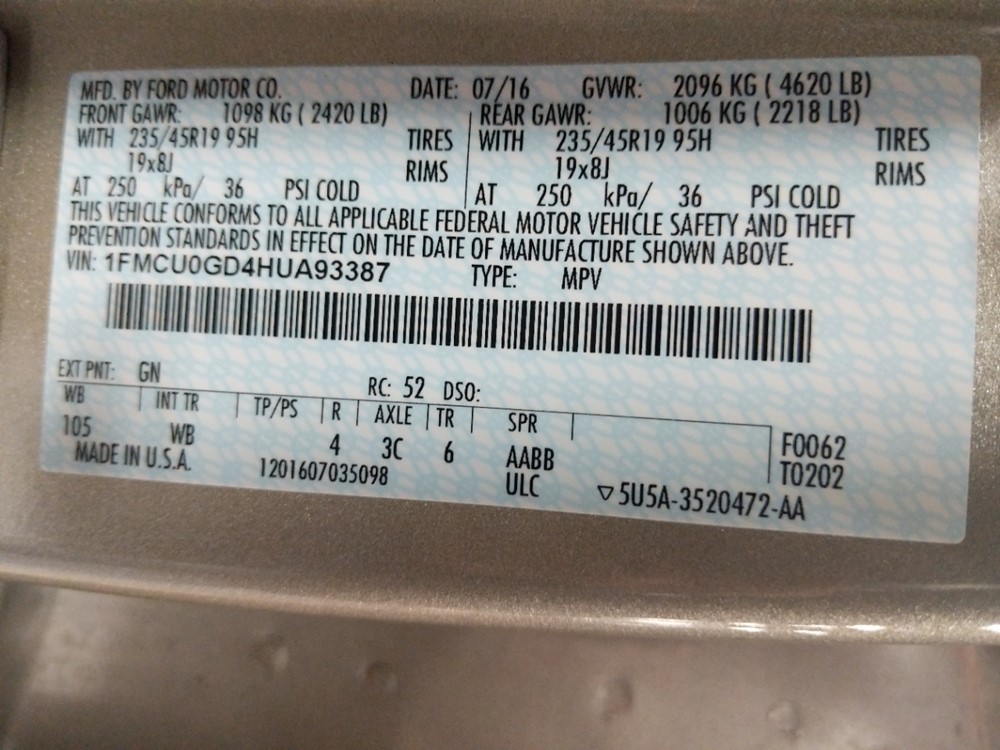 MFD. BY FORD MOTOR CO. DATE: 07/16 GVWR: 2096 KG ( 4620 LB)
FRONT GAWR: 1098 KG ( 2420 LB) REAR GAWR: 1006 KG ( 2218 LB)
WITH 235/45R19 95H TIRES WITH 235/45R19 95H TIRES
19x8J RIMS 19x8J RIMS
AT 250 kPa/ 36 PSI COLD AT 250 kPa/ 36 PSI COLD
THIS VEHICLE CONFORMS TO ALL APPLICABLE FEDERAL MOTOR VEHICLE SAFETY AND THEFT
PREVENTION STANDARDS IN EFFECT ON THE DATE OF MANUFACTURE SHOWN ABOVE.
VIN: 1FMCU0GD4HUA93387 TYPE: MPV
EXT PNT: GN RC: 52 DSO:
WB INT TR TP/PS R AXLE TR SPR
105 WB 4 3C 6 AABB F0062
MADE IN U.S.A. 1201607035098 ULC T0202
▽5U5A-3520472-AA